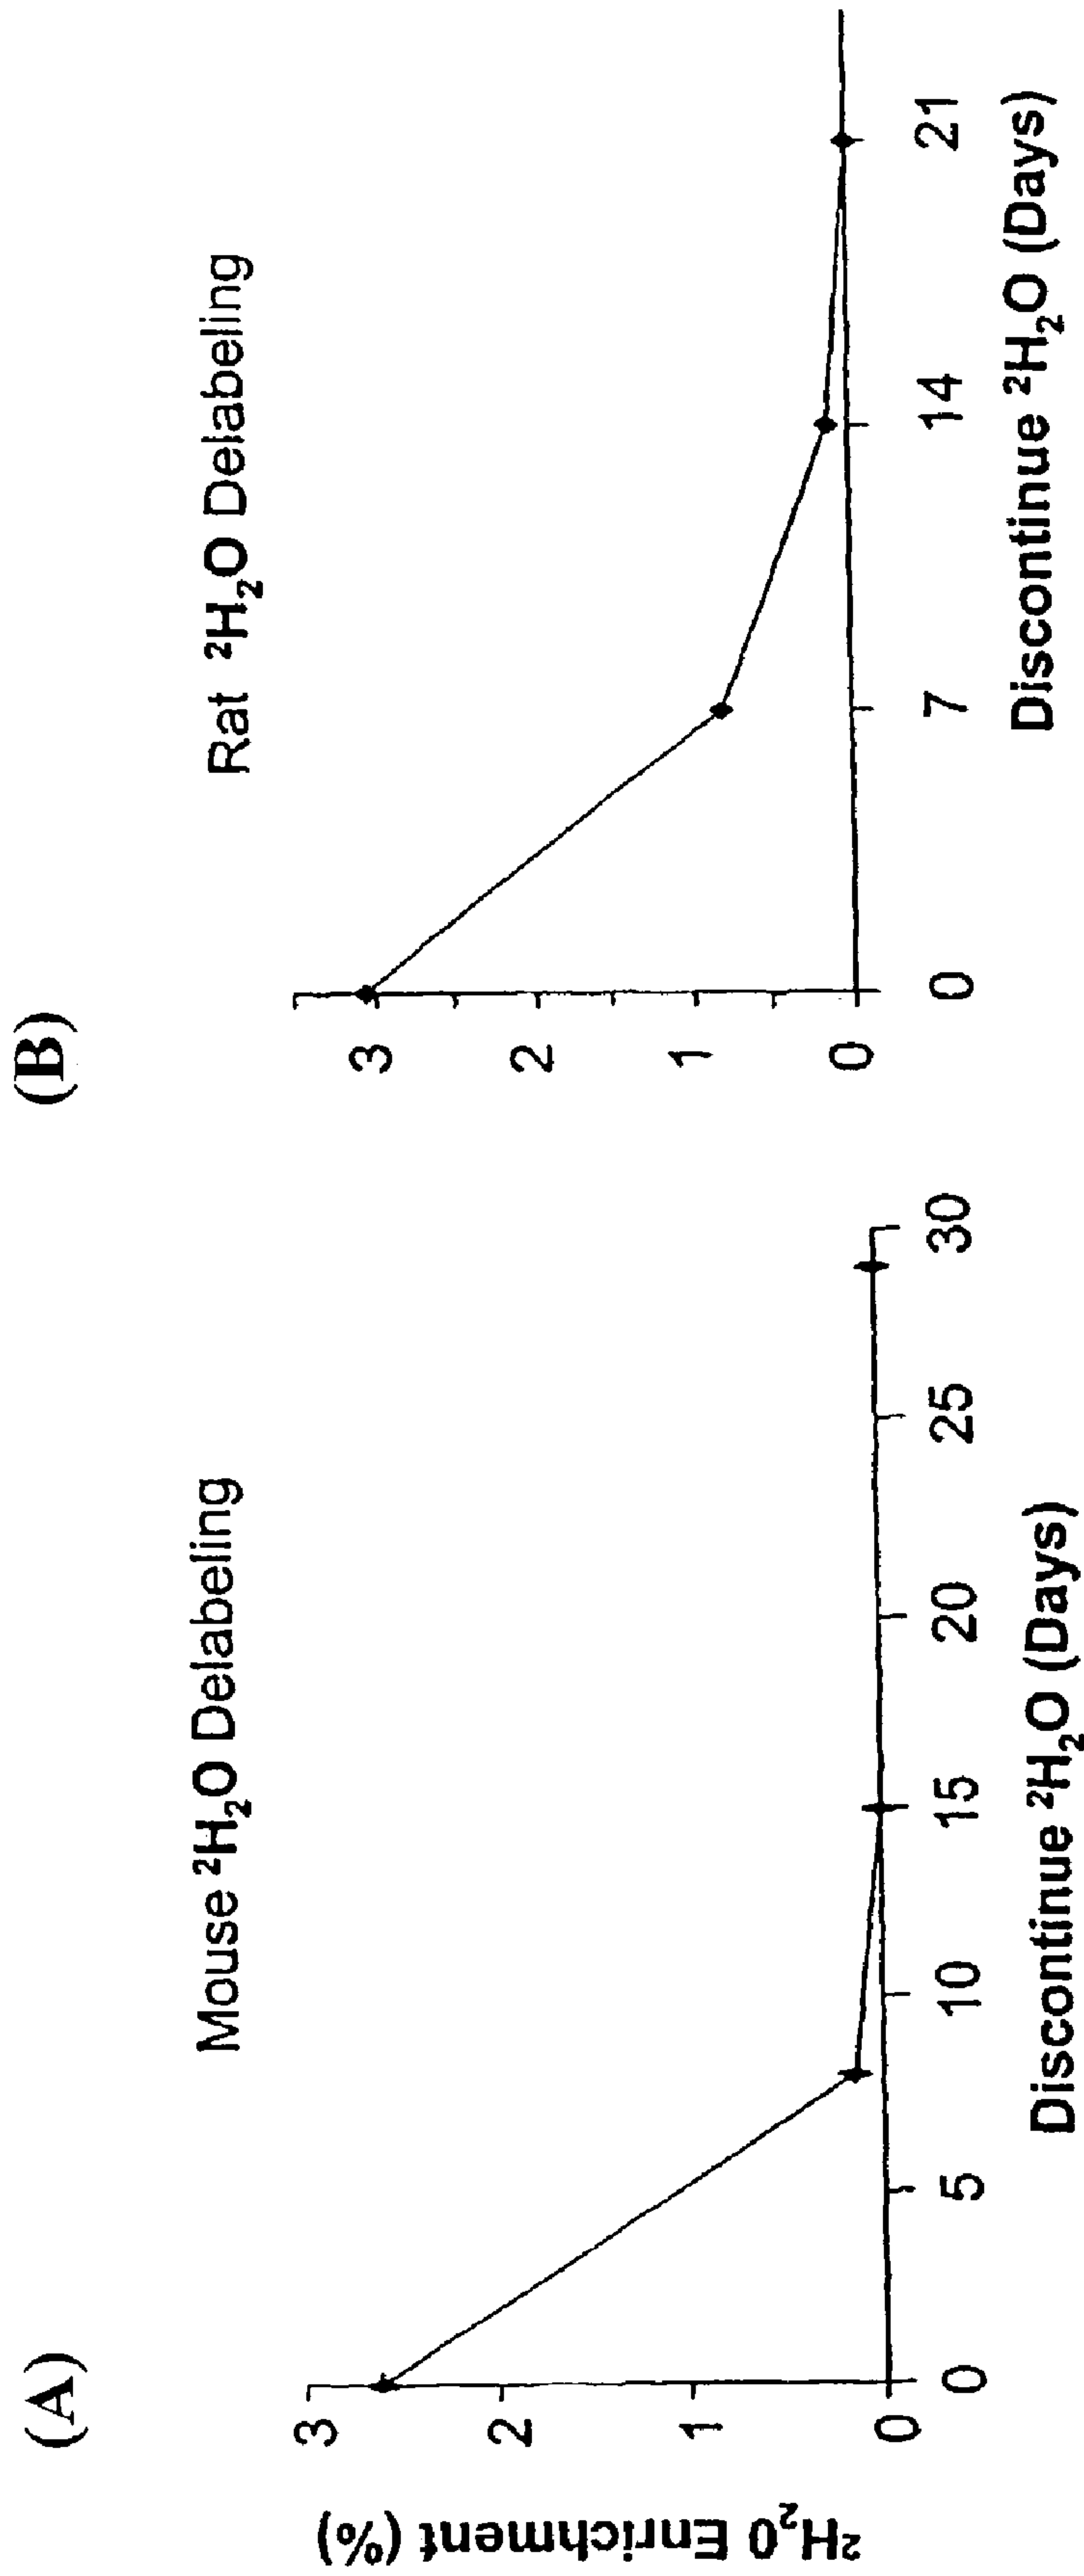 (A)
Mouse ²H₂O Delabeling
²H₂0 Enrichment (%)
3
2
1
0
0 5 10 15 20 25 30
Discontinue ²H₂O (Days)
(B)
Rat ²H₂O Delabeling
3
2
1
0
0 7 14 21
Discontinue ²H₂O (Days)